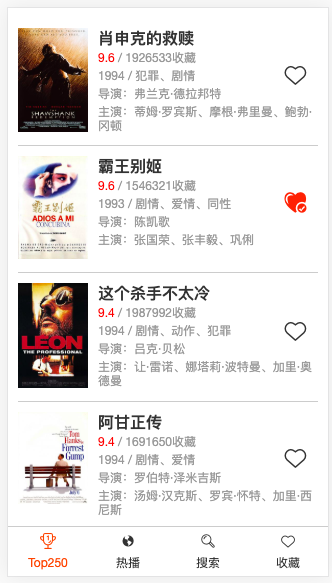 肖申克的救赎
9.6 / 1926533收藏
1994 / 犯罪、剧情
导演：弗兰克·德拉邦特
主演：蒂姆·罗宾斯、摩根·弗里曼、鲍勃·
冈顿
THE
SHAWSHANK
REDEMPTION
霸王别姬
9.6 / 1546321收藏
1993 / 剧情、爱情、同性
导演：陈凯歌
主演：张国荣、张丰毅、巩俐
霸王别姬
ADIOS A MI
CONCUBINA
这个杀手不太冷
9.4 / 1987992收藏
1994 / 剧情、动作、犯罪
导演：吕克·贝松
主演：让·雷诺、娜塔莉·波特曼、加里·奥
德曼
LEON
THE PROFESSIONAL
阿甘正传
9.4 / 1691650收藏
1994 / 剧情、爱情
导演：罗伯特·泽米吉斯
主演：汤姆·汉克斯、罗宾·怀特、加里·西
尼斯
Tom
Hanks
Forrest
Gump
Top250
热播
搜索
收藏